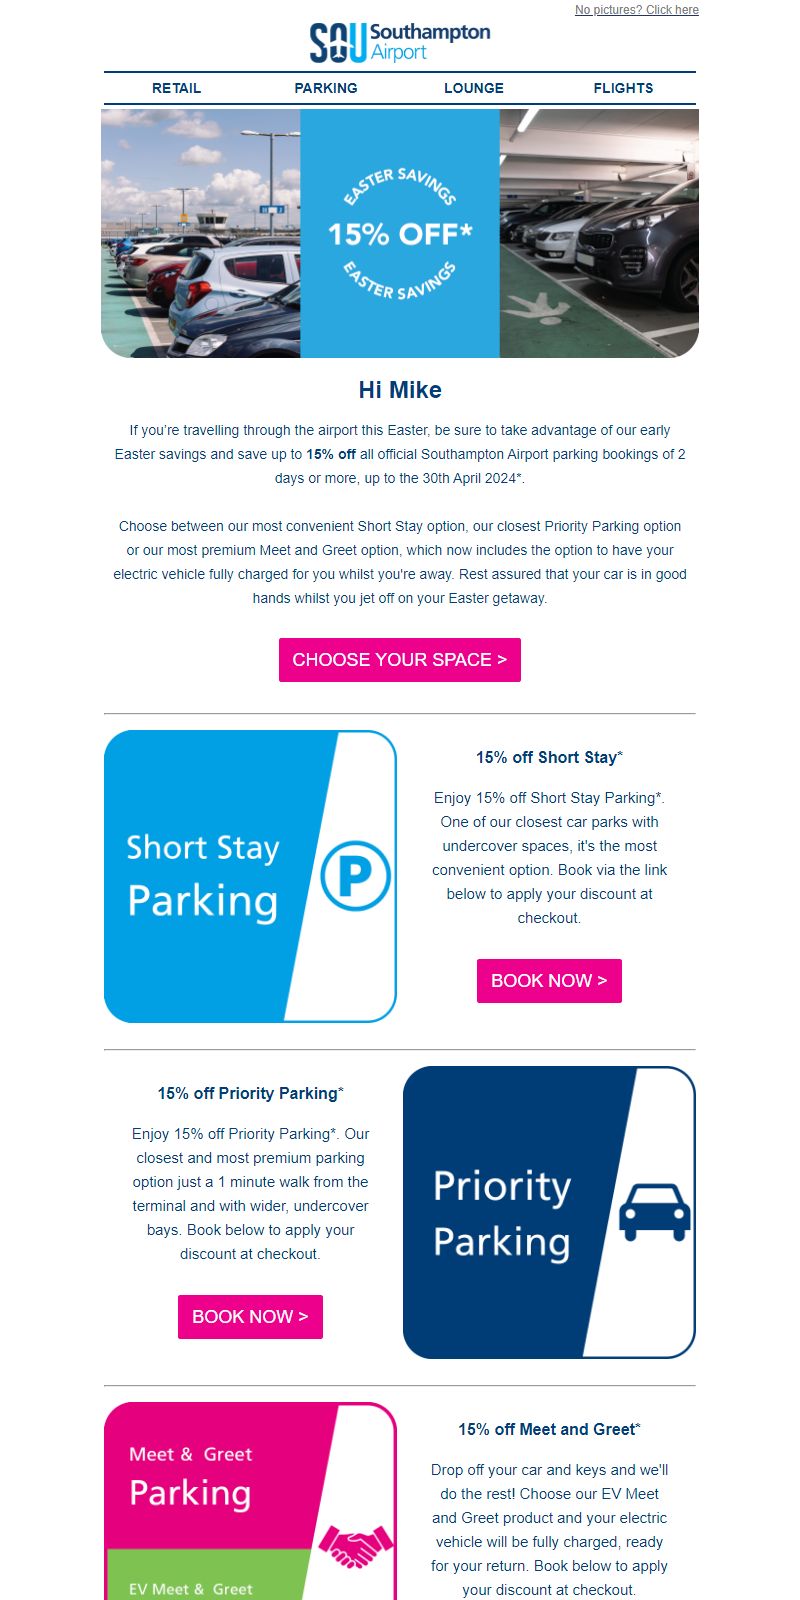 No pictures? Click here
SOU Southampton
Airport
RETAIL PARKING LOUNGE FLIGHTS
EASTER SAVINGS
15% OFF*
EASTER SAVINGS
Hi Mike
If you’re travelling through the airport this Easter, be sure to take advantage of our early
Easter savings and save up to 15% off all official Southampton Airport parking bookings of 2
days or more, up to the 30th April 2024*.
Choose between our most convenient Short Stay option, our closest Priority Parking option
or our most premium Meet and Greet option, which now includes the option to have your
electric vehicle fully charged for you whilst you're away. Rest assured that your car is in good
hands whilst you jet off on your Easter getaway.
CHOOSE YOUR SPACE >
Short Stay
Parking
P
15% off Short Stay*
Enjoy 15% off Short Stay Parking*.
One of our closest car parks with
undercover spaces, it's the most
convenient option. Book via the link
below to apply your discount at
checkout.
BOOK NOW >
15% off Priority Parking*
Enjoy 15% off Priority Parking*. Our
closest and most premium parking
option just a 1 minute walk from the
terminal and with wider, undercover
bays. Book below to apply your
discount at checkout.
BOOK NOW >
Priority
Parking
Meet & Greet
Parking
EV Meet & Greet
15% off Meet and Greet*
Drop off your car and keys and we'll
do the rest! Choose our EV Meet
and Greet product and your electric
vehicle will be fully charged, ready
for your return. Book below to apply
your discount at checkout.